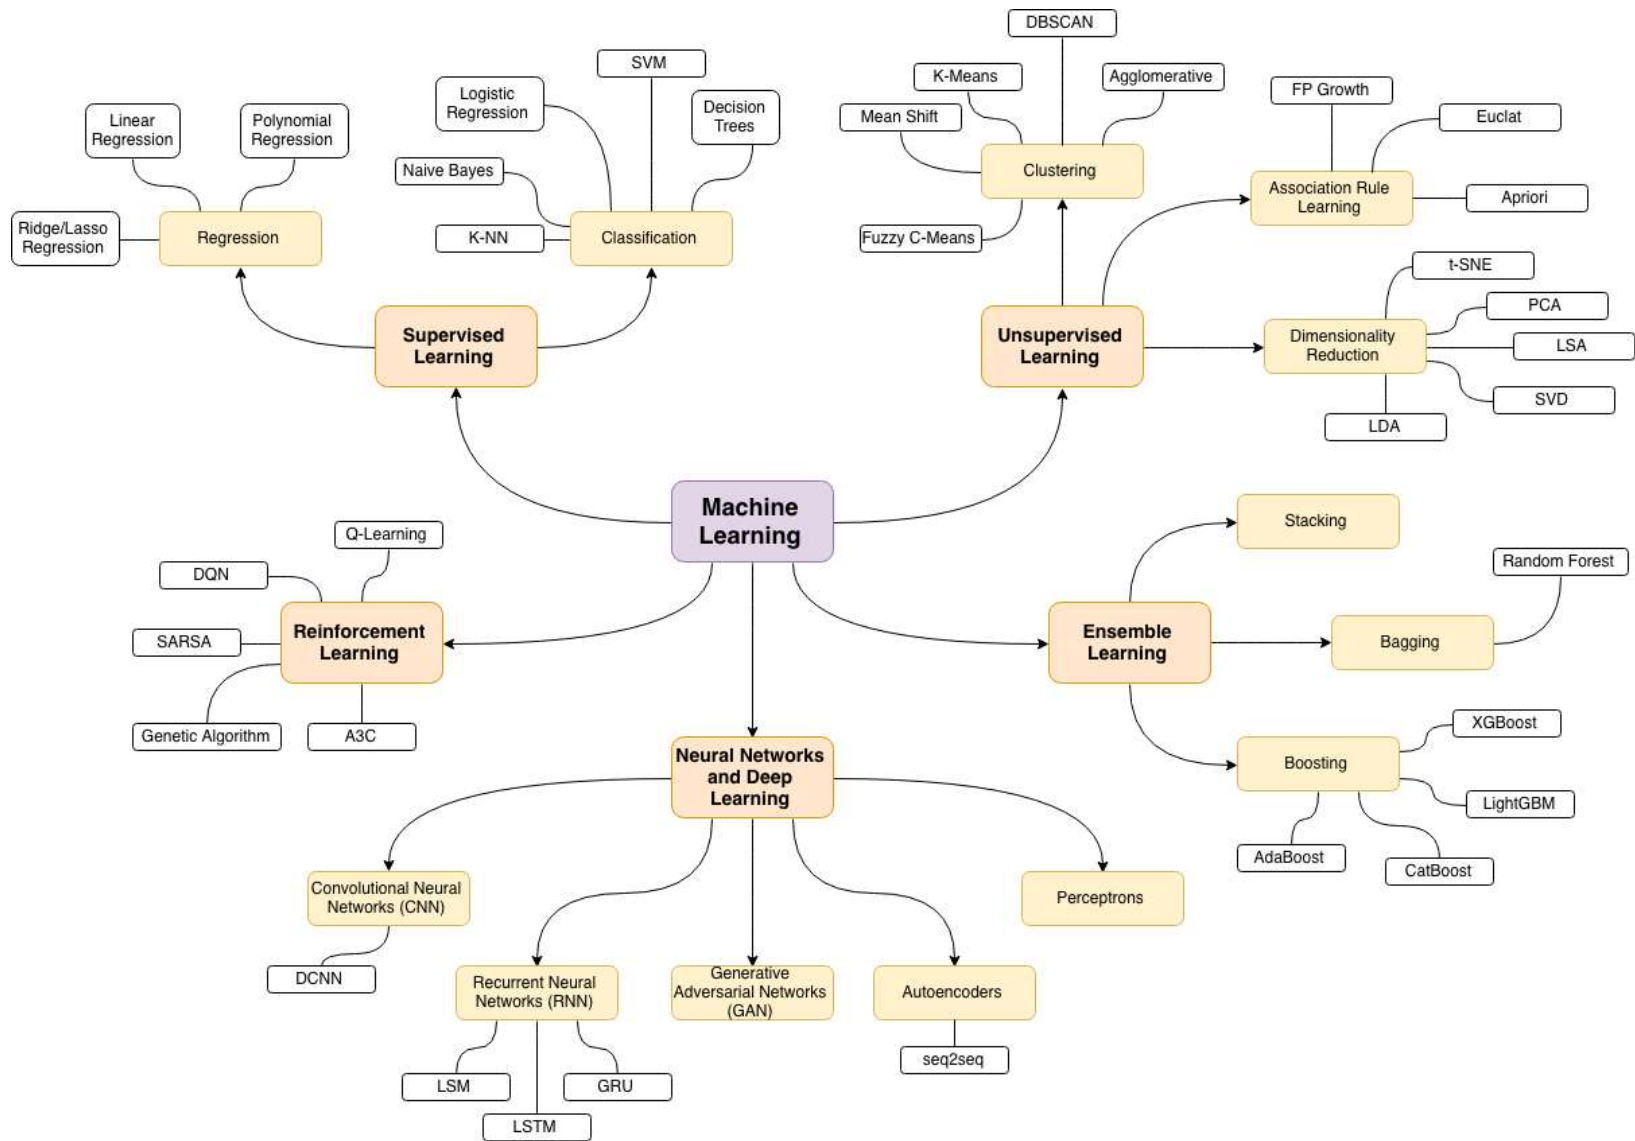 DBSCAN
SVM
K-Means
Agglomerative
Logistic
Regression
FP Growth
Linear
Regression
Polynomial
Regression
Decision
Trees
Mean Shift
Euclat
Naive Bayes
Clustering
Association Rule
Learning
Apriori
Ridge/Lasso
Regression
Regression
K-NN
Classification
Fuzzy C-Means
t-SNE
PCA
Supervised
Learning
Unsupervised
Learning
Dimensionality
Reduction
LSA
SVD
LDA
Machine
Learning
Stacking
Q-Learning
DQN
Random Forest
SARSA
Reinforcement
Learning
Ensemble
Learning
Bagging
Genetic Algorithm
A3C
XGBoost
Neural Networks
and Deep
Learning
Boosting
LightGBM
AdaBoost
CatBoost
Convolutional Neural
Networks (CNN)
Perceptrons
DCNN
Recurrent Neural
Networks (RNN)
Generative
Adversarial Networks
(GAN)
Autoencoders
seq2seq
LSM
GRU
LSTM